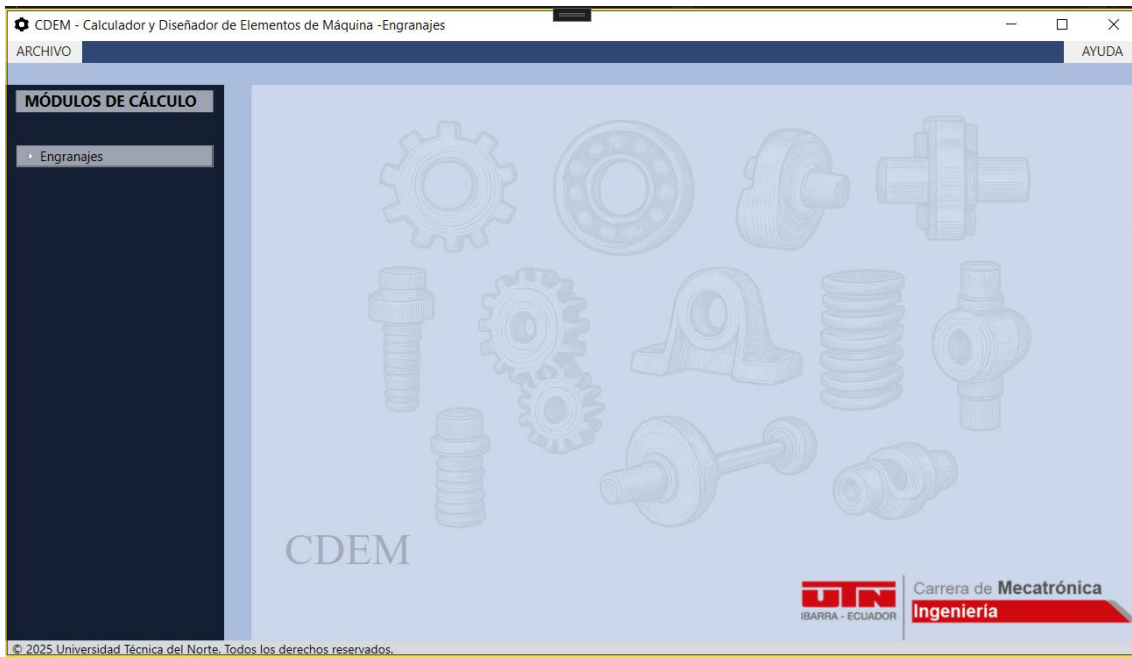 CDEM - Calculador y Diseñador de Elementos de Máquina -Engranajes
ARCHIVO
AYUDA
MÓDULOS DE CÁLCULO
Engranajes
CDEM
UTN
IBARRA - ECUADOR
Carrera de Mecatrónica
Ingeniería
© 2025 Universidad Técnica del Norte. Todos los derechos reservados.